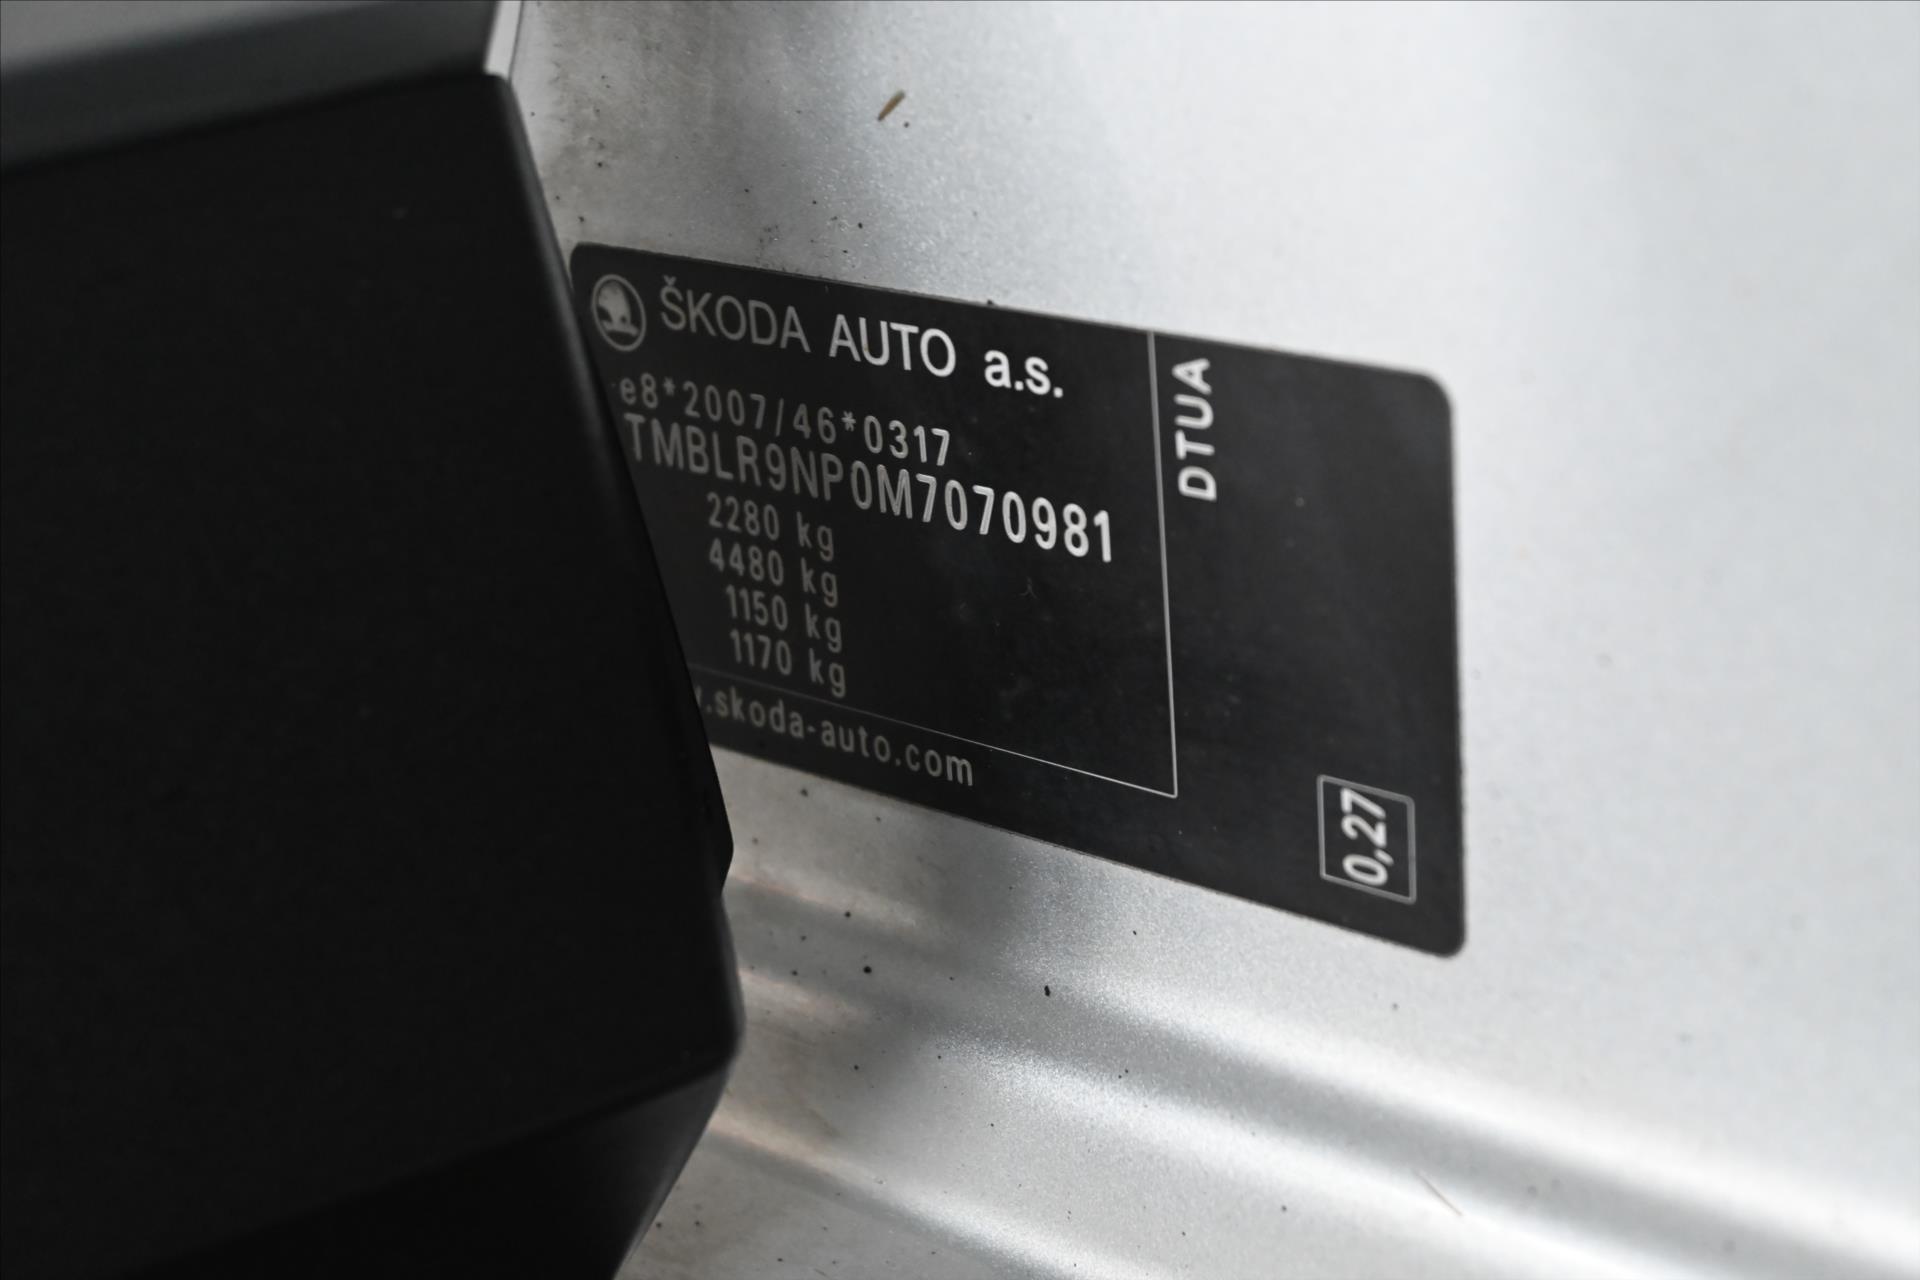 ŠKODA AUTO a.s.
e8*2007/46*0317
TMBLR9NP0M7070981
2280 kg
4480 kg
1150 kg
1170 kg
.skoda-auto.com
DTUA
0,27